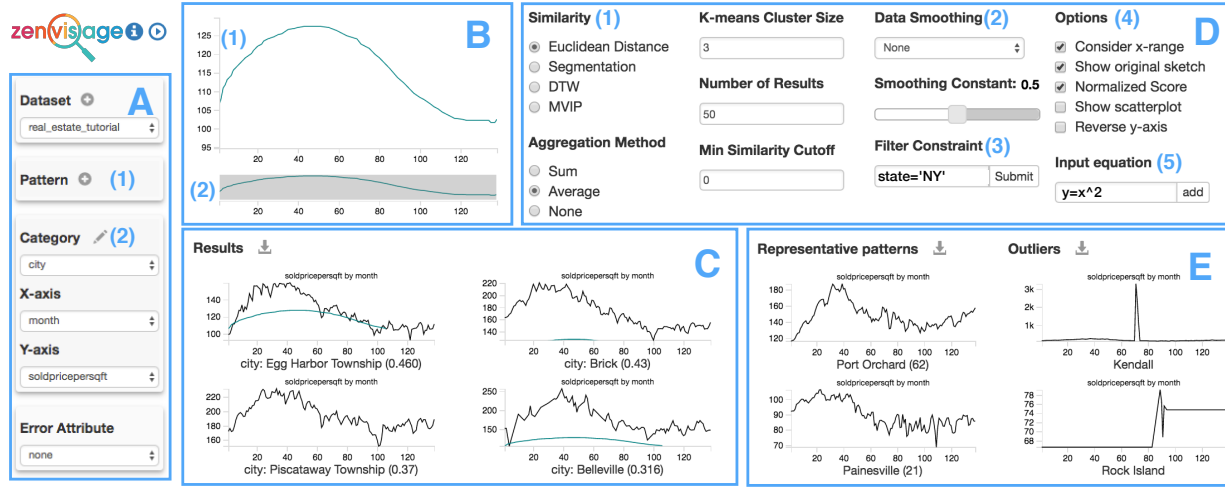 zenvisage i
A
Dataset
real_estate_tutorial
Pattern (1)
Category (2)
city
X-axis
month
Y-axis
soldpricepersqft
Error Attribute
none
B
(1)
125
120
115
110
105
100
95
20 40 60 80 100 120
(2)
20 40 60 80 100 120
D
Similarity (1)
Euclidean Distance
Segmentation
DTW
MVIP
Aggregation Method
Sum
Average
None
K-means Cluster Size
3
Number of Results
50
Min Similarity Cutoff
0
Data Smoothing (2)
None
Smoothing Constant: 0.5
Filter Constraint (3)
state='NY' Submit
Options (4)
Consider x-range
Show original sketch
Normalized Score
Show scatterplot
Reverse y-axis
Input equation (5)
y=x^2 add
C
Results
soldpricepersqft by month
140
120
100
20 40 60 80 100 120
city: Egg Harbor Township (0.460)
soldpricepersqft by month
220
200
180
160
140
20 40 60 80 100 120
city: Brick (0.43)
soldpricepersqft by month
220
200
180
160
20 40 60 80 100 120
city: Piscataway Township (0.37)
soldpricepersqft by month
250
200
150
20 40 60 80 100 120
city: Belleville (0.316)
E
Representative patterns
soldpricepersqft by month
180
160
140
120
20 40 60 80 100 120
Port Orchard (62)
soldpricepersqft by month
100
90
80
70
20 40 60 80 100 120
Painesville (21)
Outliers
soldpricepersqft by month
3k
2k
1k
20 40 60 80 100 120
Kendall
soldpricepersqft by month
78
76
74
72
70
68
20 40 60 80 100 120
Rock Island